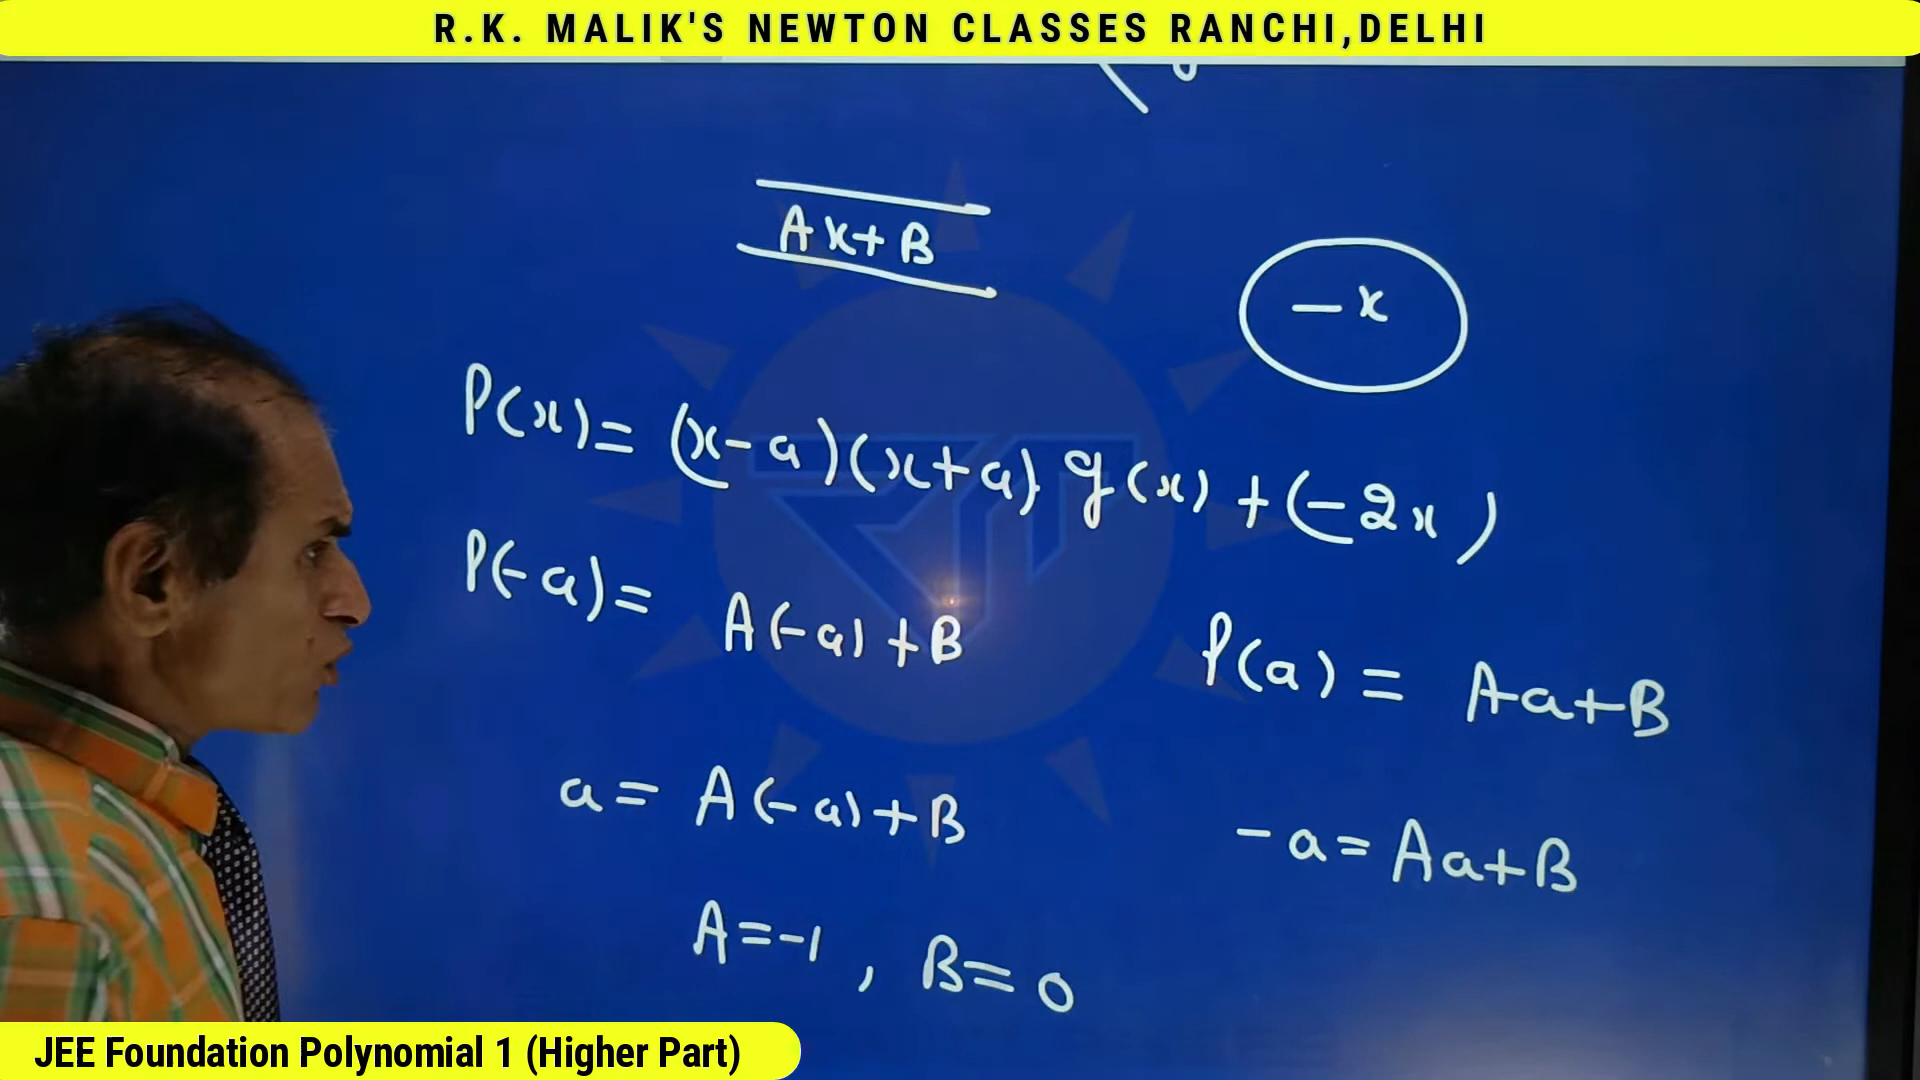 R.K. MALIK'S NEWTON CLASSES RANCHI,DELHI
Ax+B
-x
P(x)= (x-a)(x+a) g(x) + (-2x)
P(-a)= A(-a)+B
P(a) = Aa+B
a= A(-a)+B
-a=Aa+B
A=-1, B=0
JEE Foundation Polynomial 1 (Higher Part)